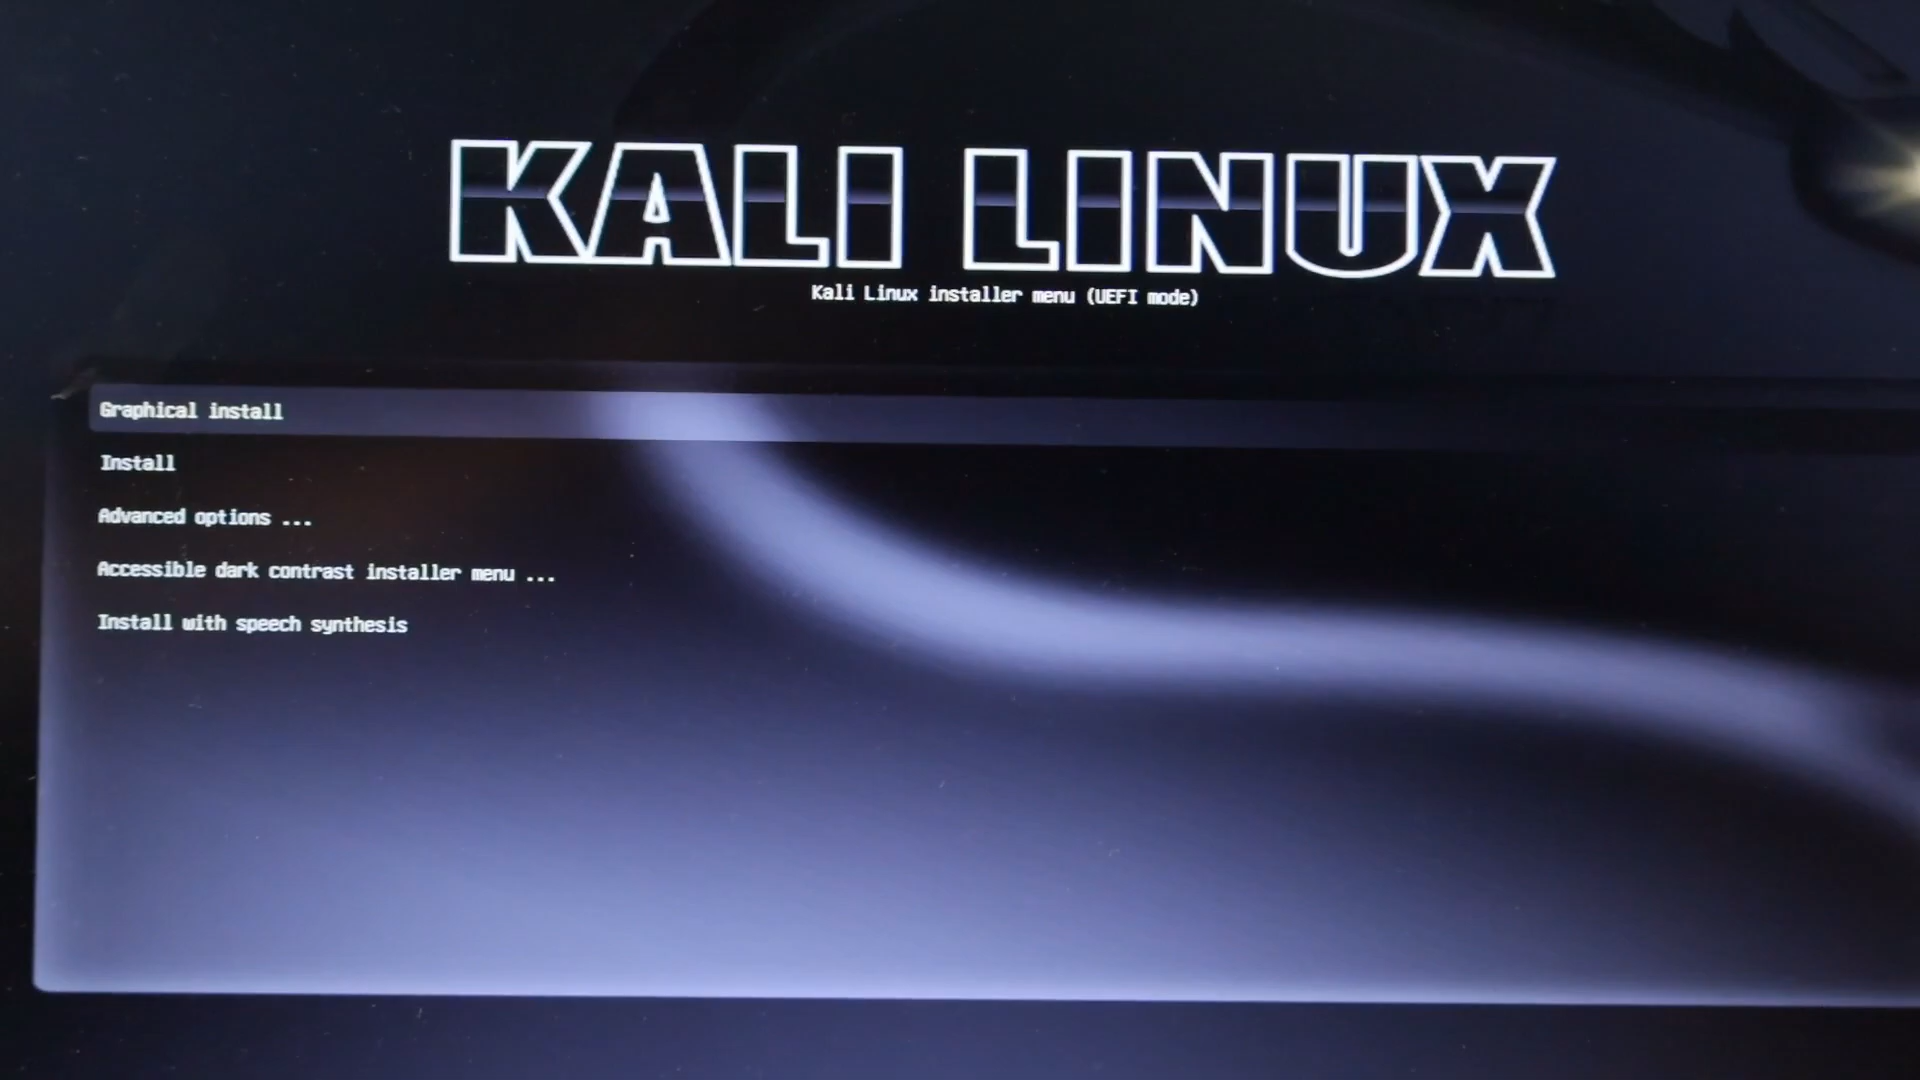 KALI LINUX
Kali Linux installer menu (UEFI mode)
Graphical install
Install
Advanced options ...
Accessible dark contrast installer menu ...
Install with speech synthesis